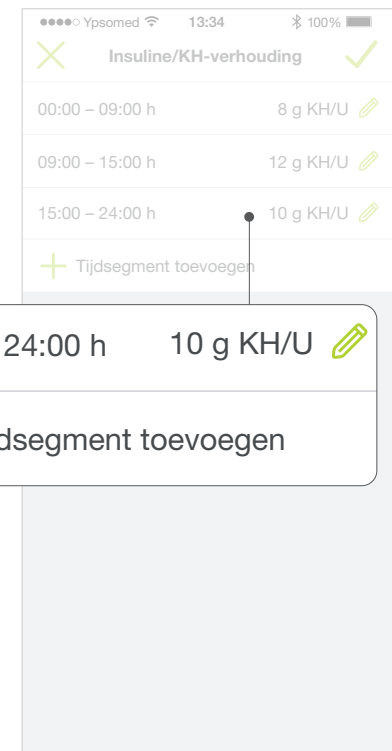 Ypsomed 13:34 100%
Insuline/KH-verhouding
00:00 – 09:00 h 8 g KH/U
09:00 – 15:00 h 12 g KH/U
15:00 – 24:00 h 10 g KH/U
Tijdsegment toevoegen
24:00 h 10 g KH/U
dsegment toevoegen